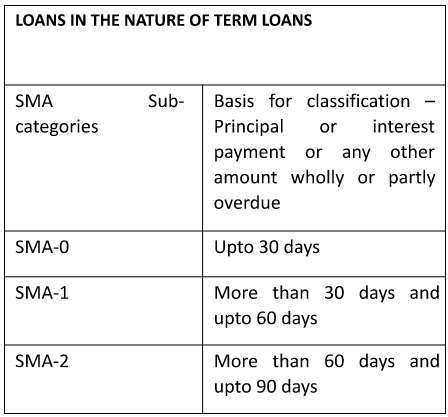 LOANS IN THE NATURE OF TERM LOANS
SMA Sub-
categories
Basis for classification –
Principal or interest
payment or any other
amount wholly or partly
overdue
SMA-0
Upto 30 days
SMA-1
More than 30 days and
upto 60 days
SMA-2
More than 60 days and
upto 90 days